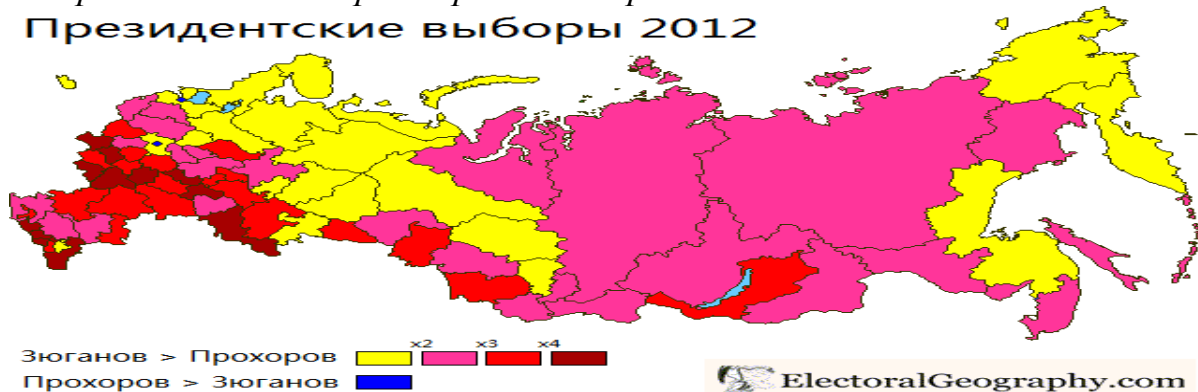 Президентские выборы 2012
x2 x3 x4
Зюганов > Прохоров
Прохоров > Зюганов
ElectoralGeography.com